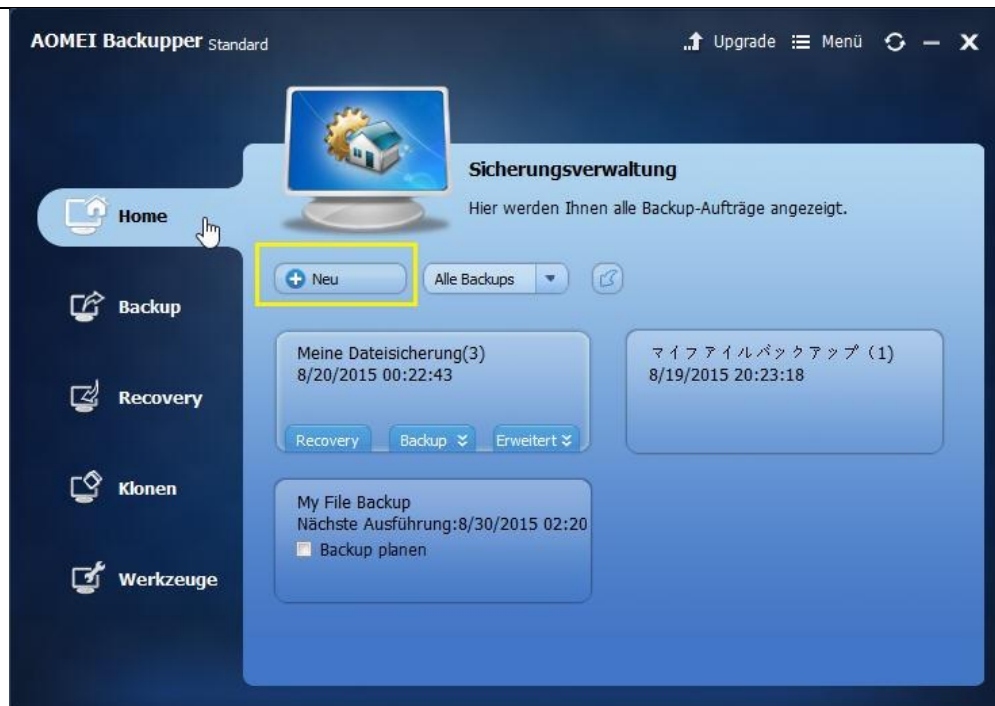 AOMEI Backupper Standard
Upgrade Menü
Sicherungsverwaltung
Hier werden Ihnen alle Backup-Aufträge angezeigt.
Home
Neu
Alle Backups
Backup
Recovery
Klonen
Werkzeuge
Meine Dateisicherung(3)
8/20/2015 00:22:43
Recovery Backup Erweitert
マイファイルバックアップ (1)
8/19/2015 20:23:18
My File Backup
Nächste Ausführung:8/30/2015 02:20
Backup planen